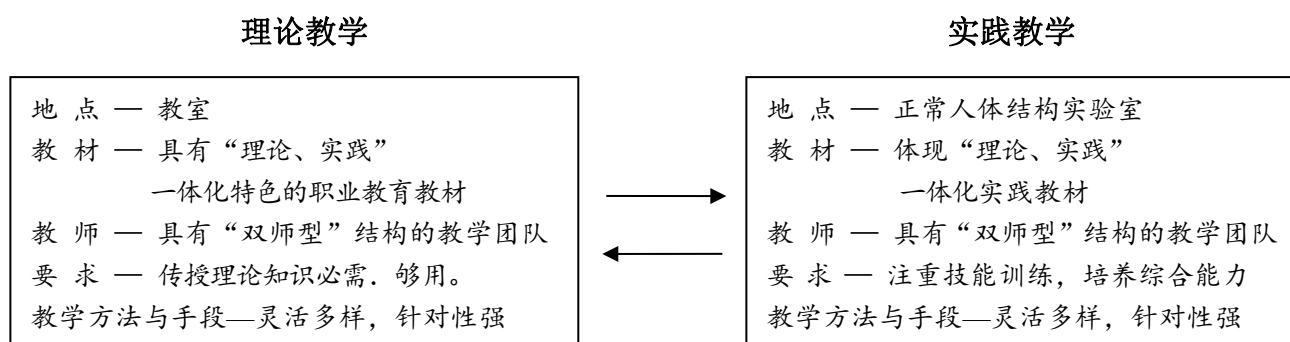 理论教学
地 点 — 教室
教 材 — 具有“理论、实践”
一体化特色的职业教育教材
教 师 — 具有“双师型”结构的教学团队
要 求 — 传授理论知识必需．够用。
教学方法与手段—灵活多样，针对性强
实践教学
地 点 — 正常人体结构实验室
教 材 — 体现“理论、实践”
一体化实践教材
教 师 — 具有“双师型”结构的教学团队
要 求 — 注重技能训练，培养综合能力
教学方法与手段—灵活多样，针对性强